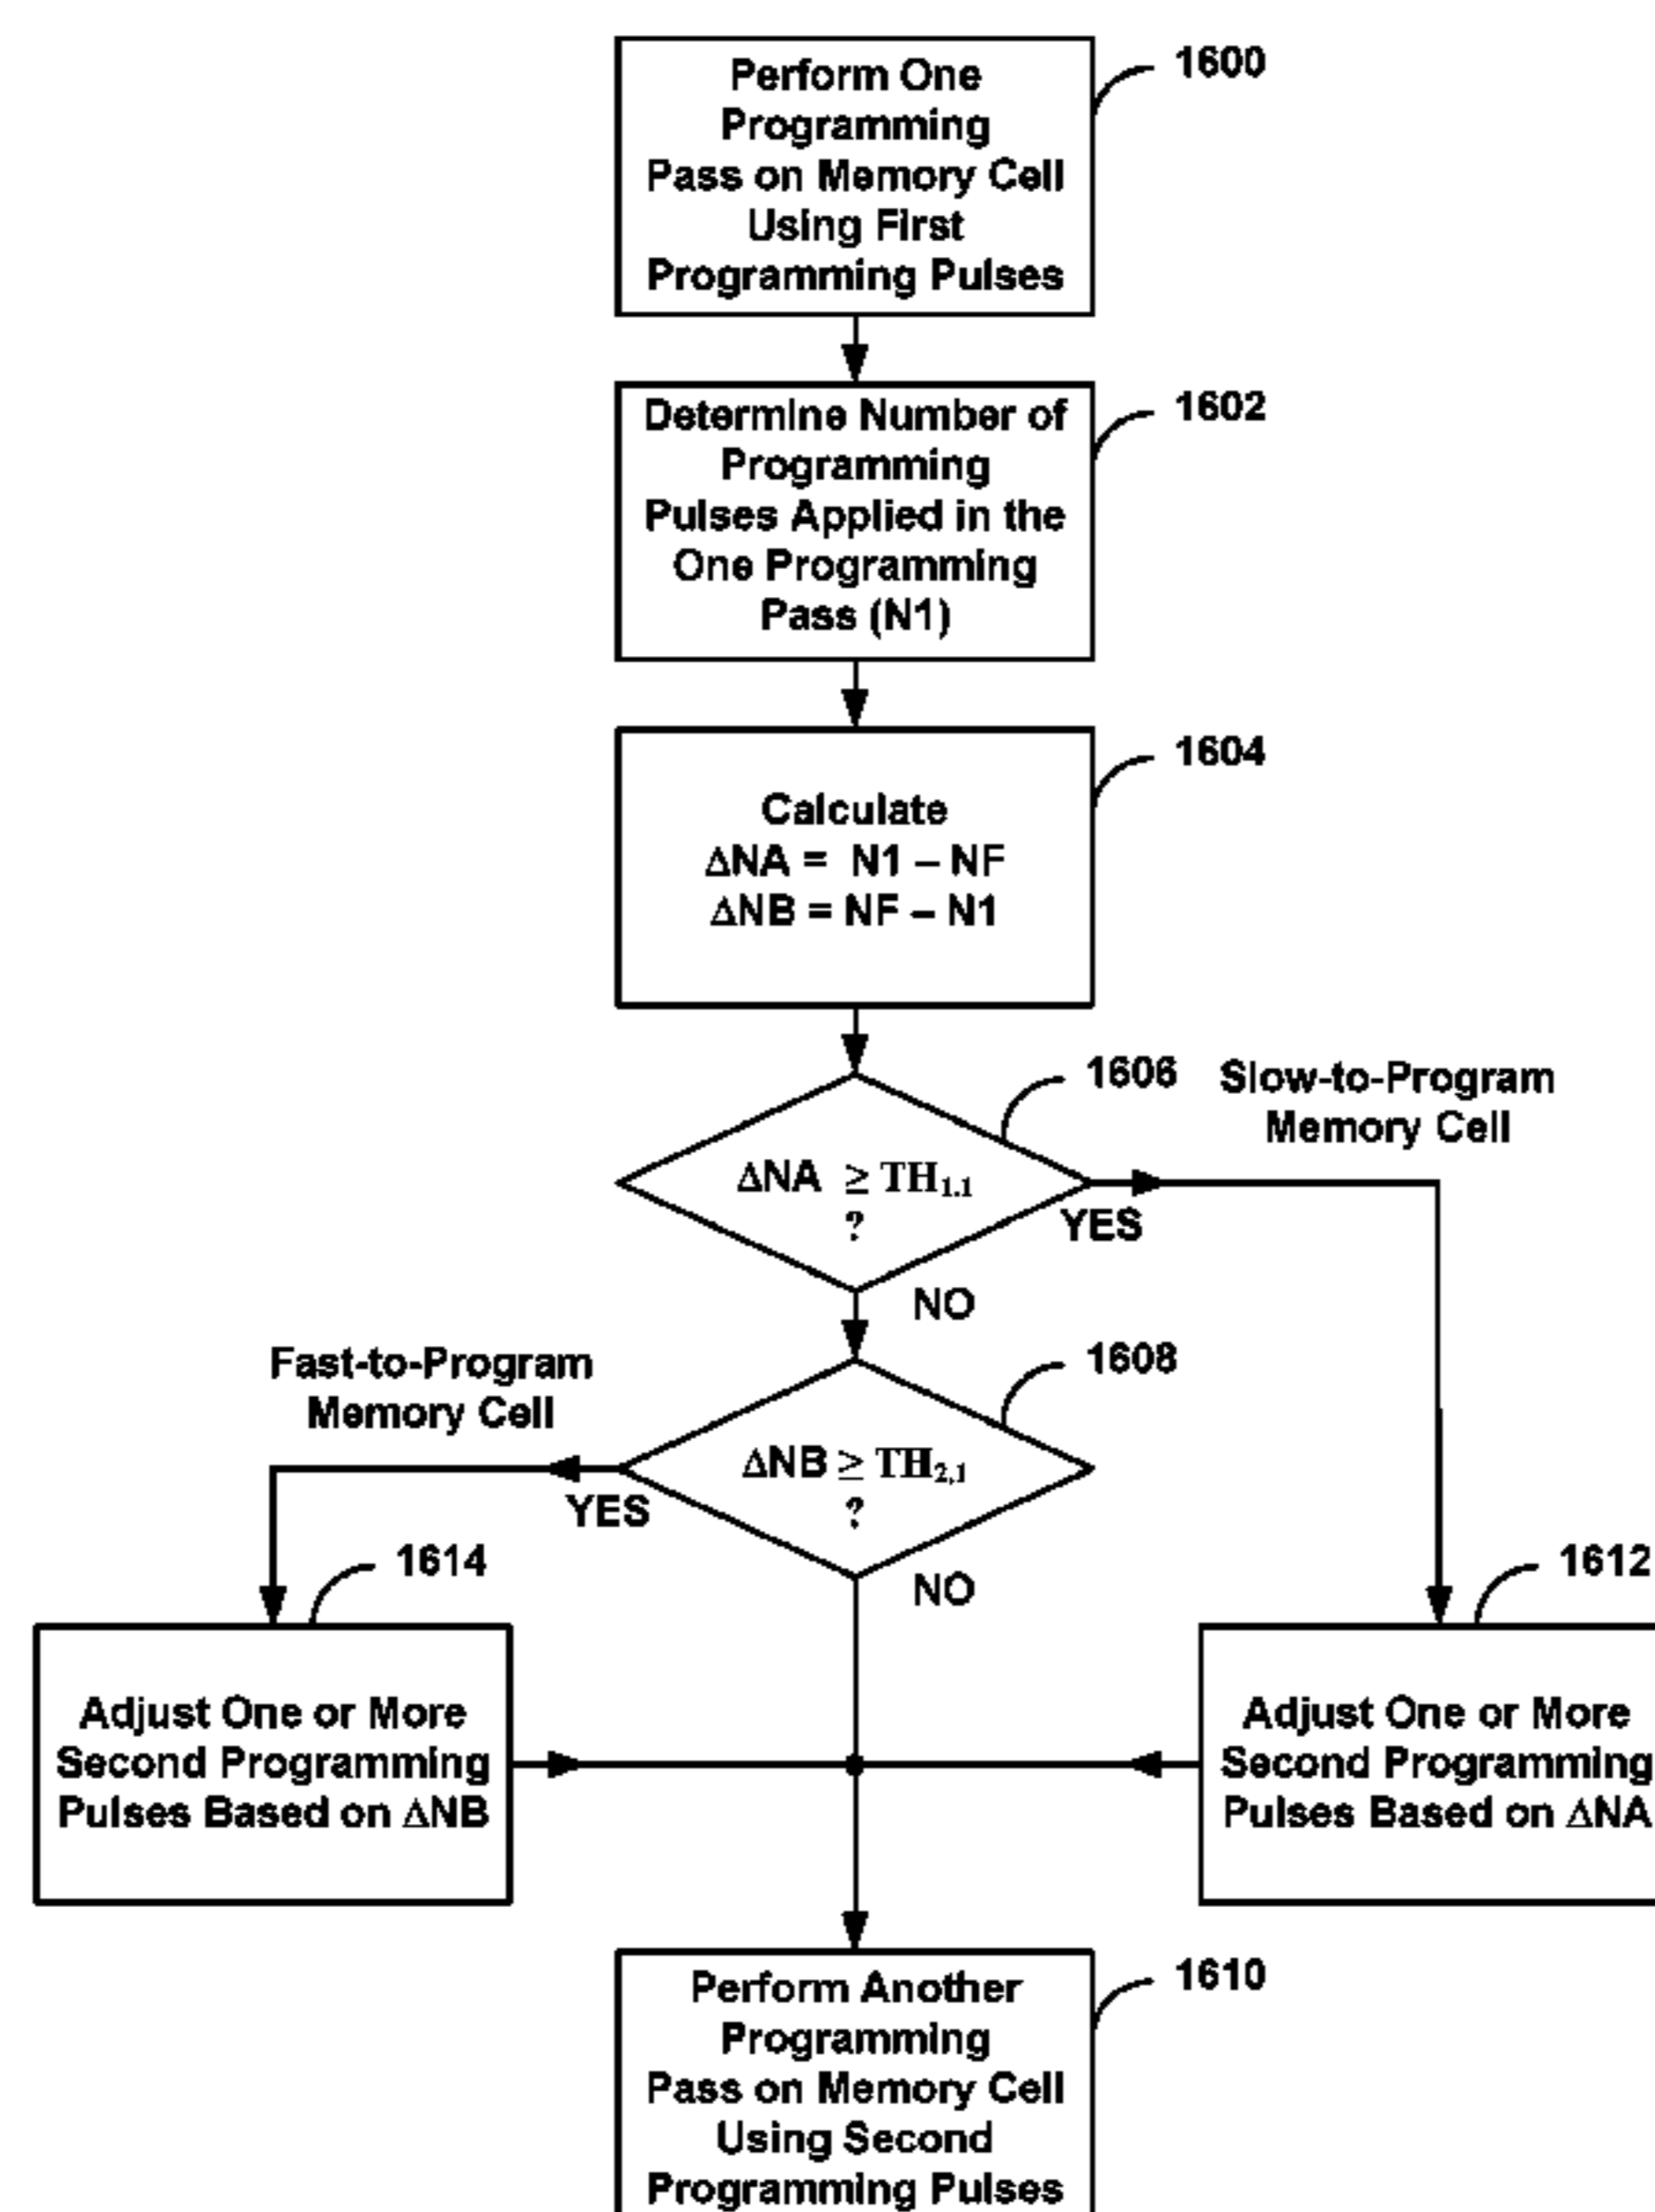 Perform One
Programming
Pass on Memory Cell
Using First
Programming Pulses
1600
Determine Number of
Programming
Pulses Applied in the
One Programming
Pass (N1)
1602
Calculate
ΔNA = N1 – NF
ΔNB = NF – N1
1604
1606
Slow-to-Program
Memory Cell
ΔNA ≥ TH1.1
?
YES
NO
Fast-to-Program
Memory Cell
1608
ΔNB ≥ TH2,1
?
YES
NO
1614
1612
Adjust One or More
Second Programming
Pulses Based on ΔNB
Adjust One or More
Second Programming
Pulses Based on ΔNA
Perform Another
Programming
Pass on Memory Cell
Using Second
Programming Pulses
1610